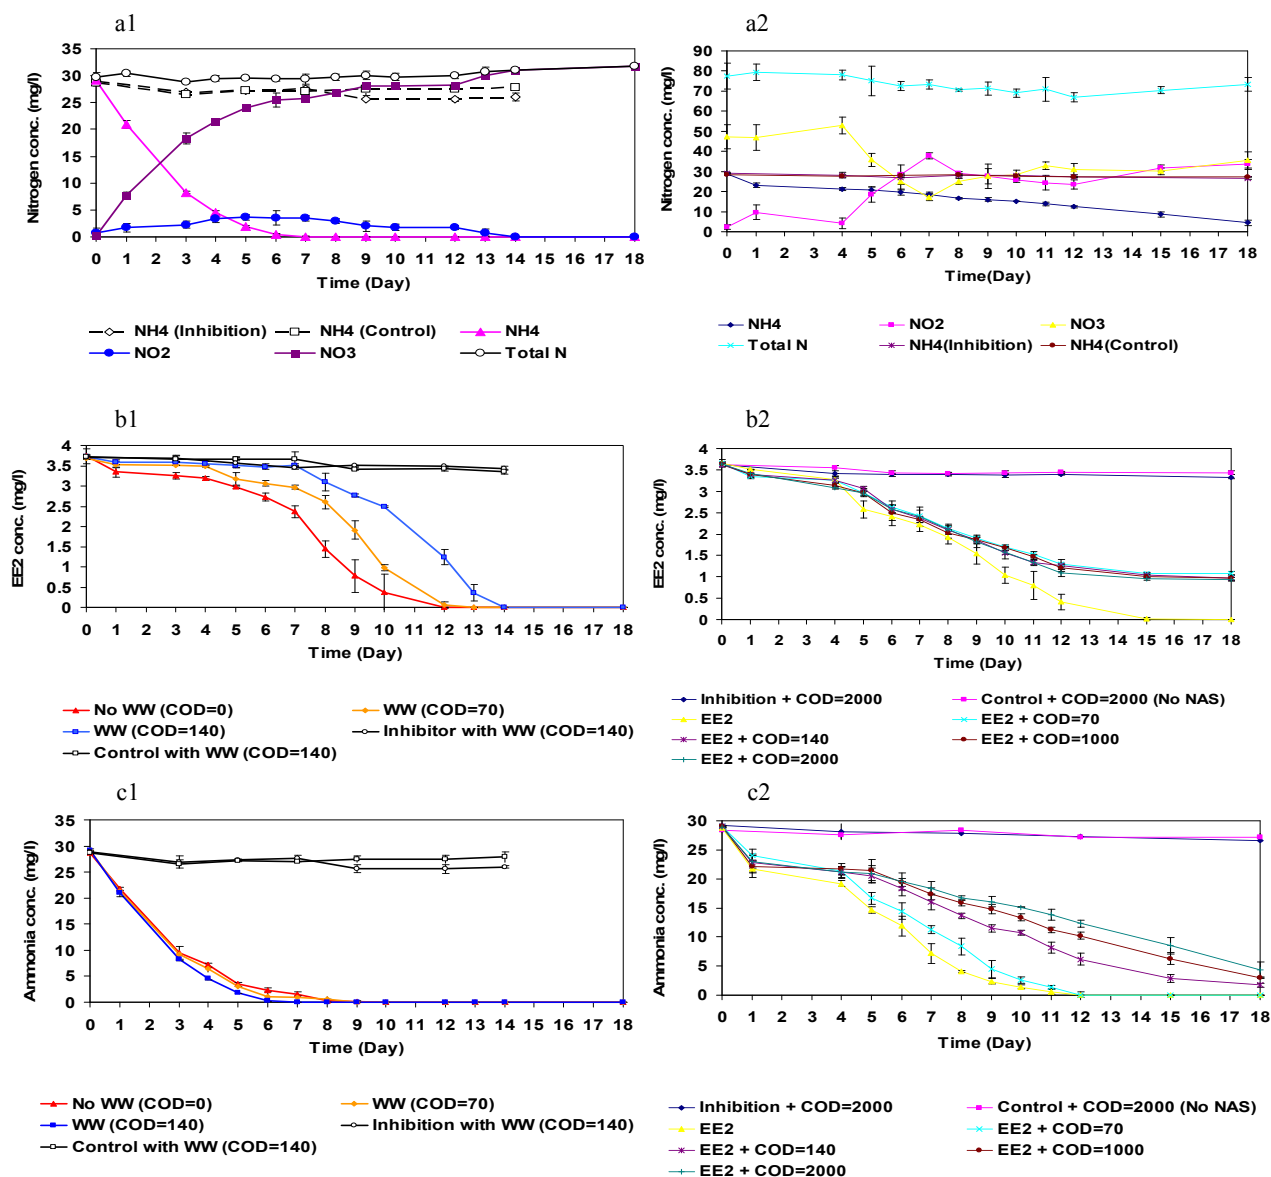 a1
a2
35
30
25
20
15
10
5
0
Nitrogen conc. (mg/l)
0 1 2 3 4 5 6 7 8 9 10 11 12 13 14 15 16 17 18
Time (Day)
NH4 (Inhibition) NH4 (Control) NH4
NO2 NO3 Total N
90
80
70
60
50
40
30
20
10
0
Nitrogen conc. (mg/l)
0 1 2 3 4 5 6 7 8 9 10 11 12 13 14 15 16 17 18
Time(Day)
NH4 NO2 NO3
Total N NH4(Inhibition) NH4(Control)
b1
b2
4
3.5
3
2.5
2
1.5
1
0.5
0
EE2 conc. (mg/l)
0 1 2 3 4 5 6 7 8 9 10 11 12 13 14 15 16 17 18
Time (Day)
No WW (COD=0) WW (COD=70)
WW (COD=140) Inhibitor with WW (COD=140)
Control with WW (COD=140)
4
3.5
3
2.5
2
1.5
1
0.5
0
EE2 conc. (mg/l)
0 1 2 3 4 5 6 7 8 9 10 11 12 13 14 15 16 17 18
Time (Day)
Inhibition + COD=2000 Control + COD=2000 (No NAS)
EE2 EE2 + COD=70
EE2 + COD=140 EE2 + COD=1000
EE2 + COD=2000
c1
c2
35
30
25
20
15
10
5
0
Ammonia conc. (mg/l)
0 1 2 3 4 5 6 7 8 9 10 11 12 13 14 15 16 17 18
Time (Day)
No WW (COD=0) WW (COD=70)
WW (COD=140) Inhibition with WW (COD=140)
Control with WW (COD=140)
30
25
20
15
10
5
0
Ammonia conc. (mg/l)
0 1 2 3 4 5 6 7 8 9 10 11 12 13 14 15 16 17 18
Time (Day)
Inhibition + COD=2000 Control + COD=2000 (No NAS)
EE2 EE2 + COD=70
EE2 + COD=140 EE2 + COD=1000
EE2 + COD=2000